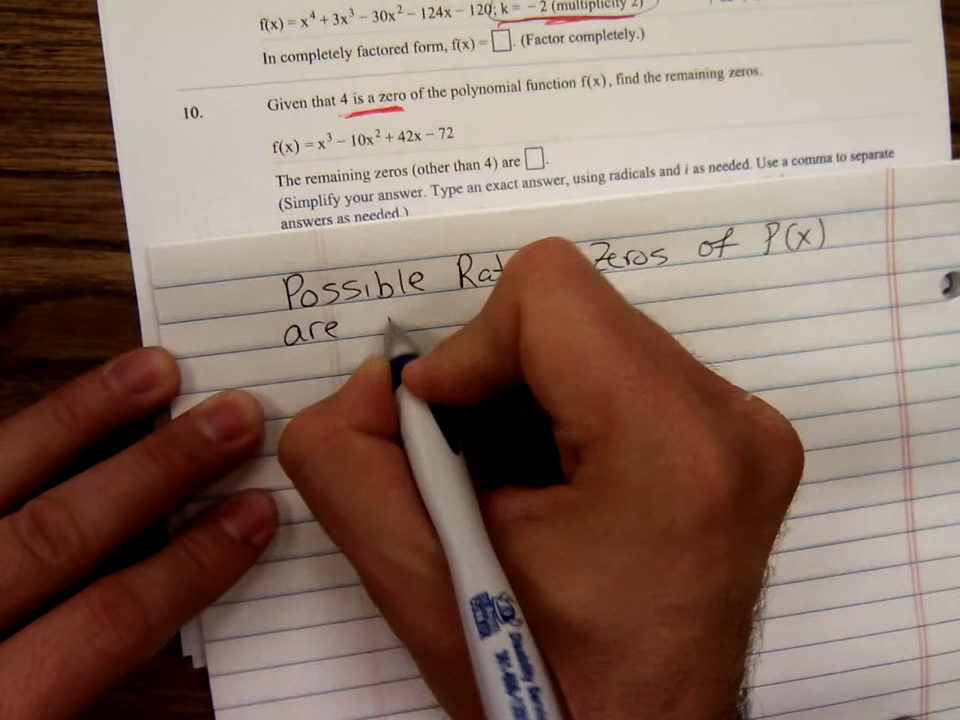 f(x) = x⁴ + 3x³ − 30x² − 124x − 120; k = − 2 (multiplicity 2)
In completely factored form, f(x) = □. (Factor completely.)
10. Given that 4 is a zero of the polynomial function f(x), find the remaining zeros.
f(x) = x³ − 10x² + 42x − 72
The remaining zeros (other than 4) are □.
(Simplify your answer. Type an exact answer, using radicals and i as needed. Use a comma to separate
answers as needed.)
Possible Zeros of P(x)
are
Disability